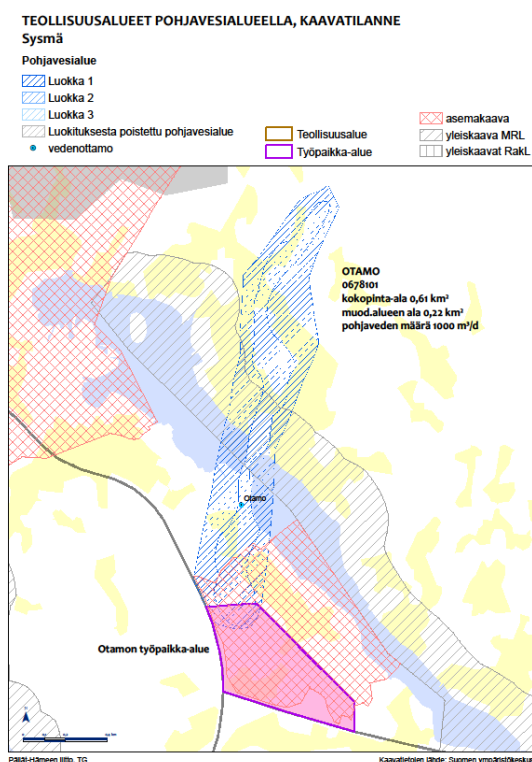 TEOLLISUUSALUEET POHJAVESIALUEELLA, KAAVATILANNE
Sysmä
Pohjavesialue
Luokka 1
Luokka 2
Luokka 3
Luokituksesta poistettu pohjavesialue
vedenottamo
Teollisuusalue
Työpaikka-alue
asemakaava
yleiskaava MRL
yleiskaavat RakL
OTAMO
0678101
kokopinta-ala 0,61 km²
muod.alueen ala 0,22 km²
pohjaveden määrä 1000 m³/d
Otamo
Otamon työpaikka-alue
Päijät-Hämeen liitto, TG
Kaavatietojen lähde: Suomen ympäristökeskus